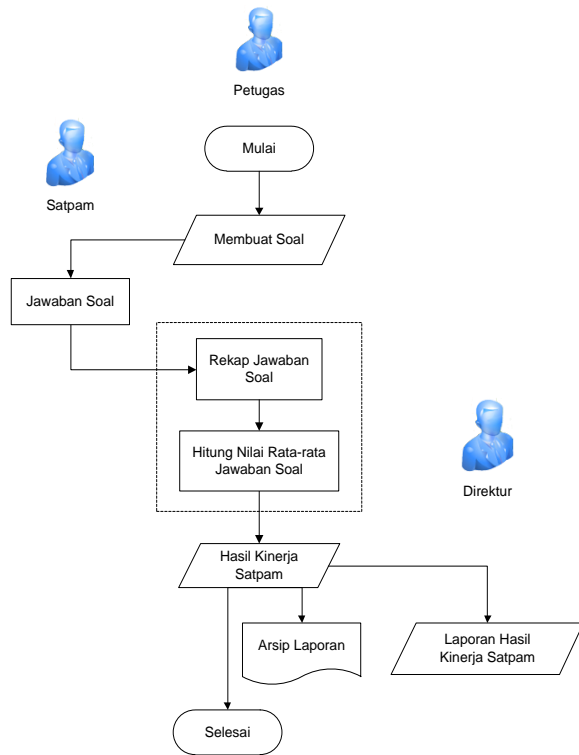 Petugas
Mulai
Satpam
Membuat Soal
Jawaban Soal
Rekap Jawaban
Soal
Hitung Nilai Rata-rata
Jawaban Soal
Direktur
Hasil Kinerja
Satpam
Arsip Laporan
Laporan Hasil
Kinerja Satpam
Selesai